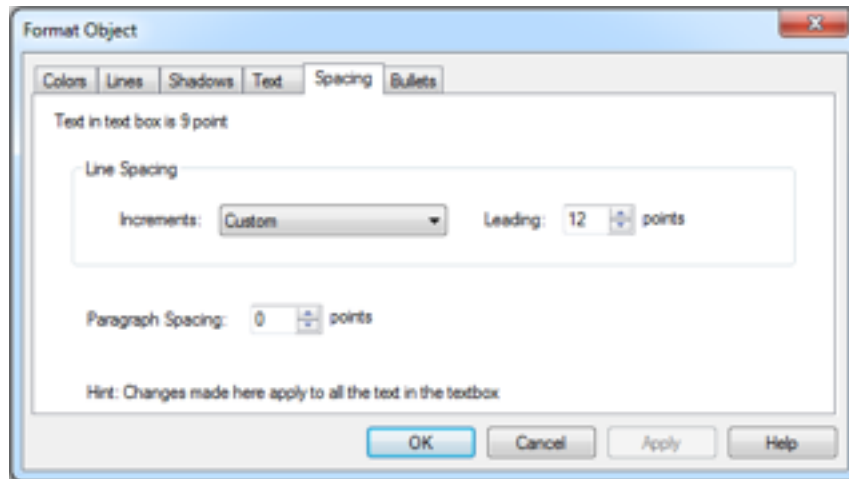 Format Object
Colors Lines Shadows Text Spacing Bullets
Text in text box is 9 point
Line Spacing
Increments: Custom Leading: 12 points
Paragraph Spacing: 0 points
Hint: Changes made here apply to all the text in the textbox
OK Cancel Apply Help